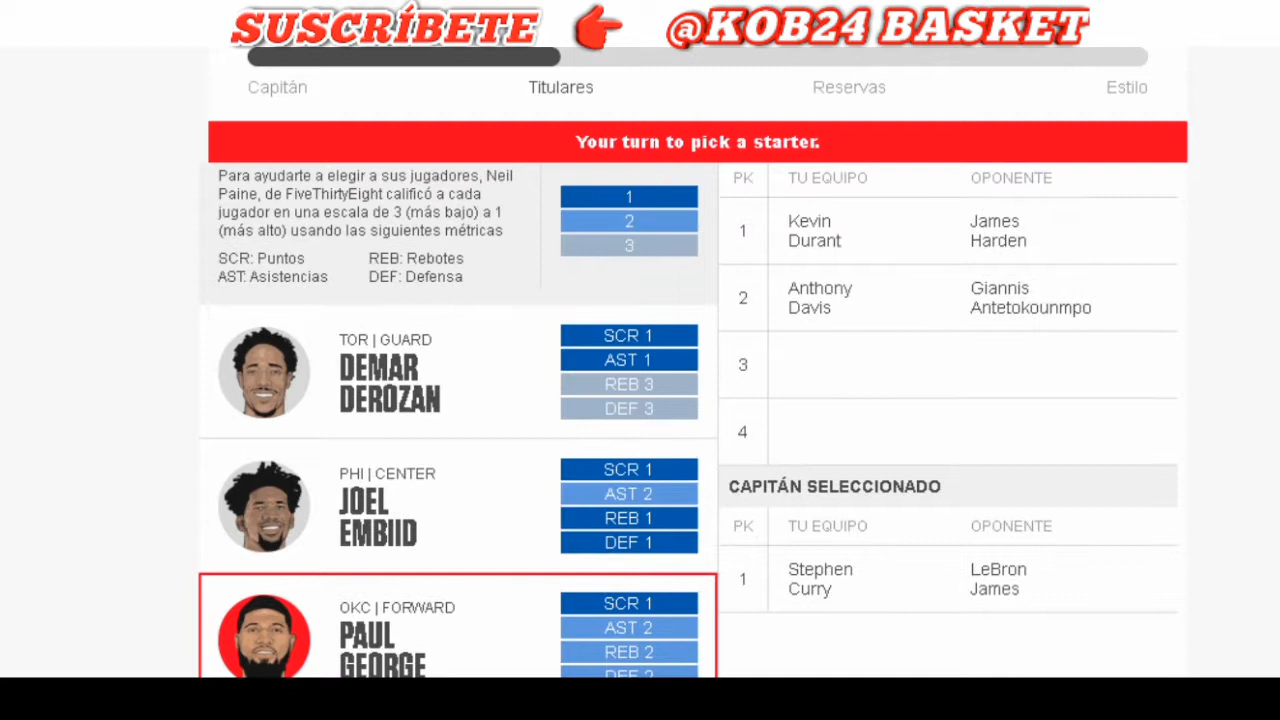 SUSCRÍBETE @KOB24 BASKET
Capitán Titulares Reservas Estilo
Your turn to pick a starter.
Para ayudarte a elegir a sus jugadores, Neil
Paine, de FiveThirtyEight calificó a cada
jugador en una escala de 3 (más bajo) a 1
(más alto) usando las siguientes métricas
SCR: Puntos REB: Rebotes
AST: Asistencias DEF: Defensa
1
2
3
TOR | GUARD
DEMAR
DEROZAN
SCR 1
AST 1
REB 3
DEF 3
PHI | CENTER
JOEL
EMBIID
SCR 1
AST 2
REB 1
DEF 1
OKC | FORWARD
PAUL
GEORGE
SCR 1
AST 2
REB 2
DEF 2
PK TU EQUIPO OPONENTE
1 Kevin James
Durant Harden
2 Anthony Giannis
Davis Antetokounmpo
3
4
CAPITÁN SELECCIONADO
PK TU EQUIPO OPONENTE
1 Stephen LeBron
Curry James